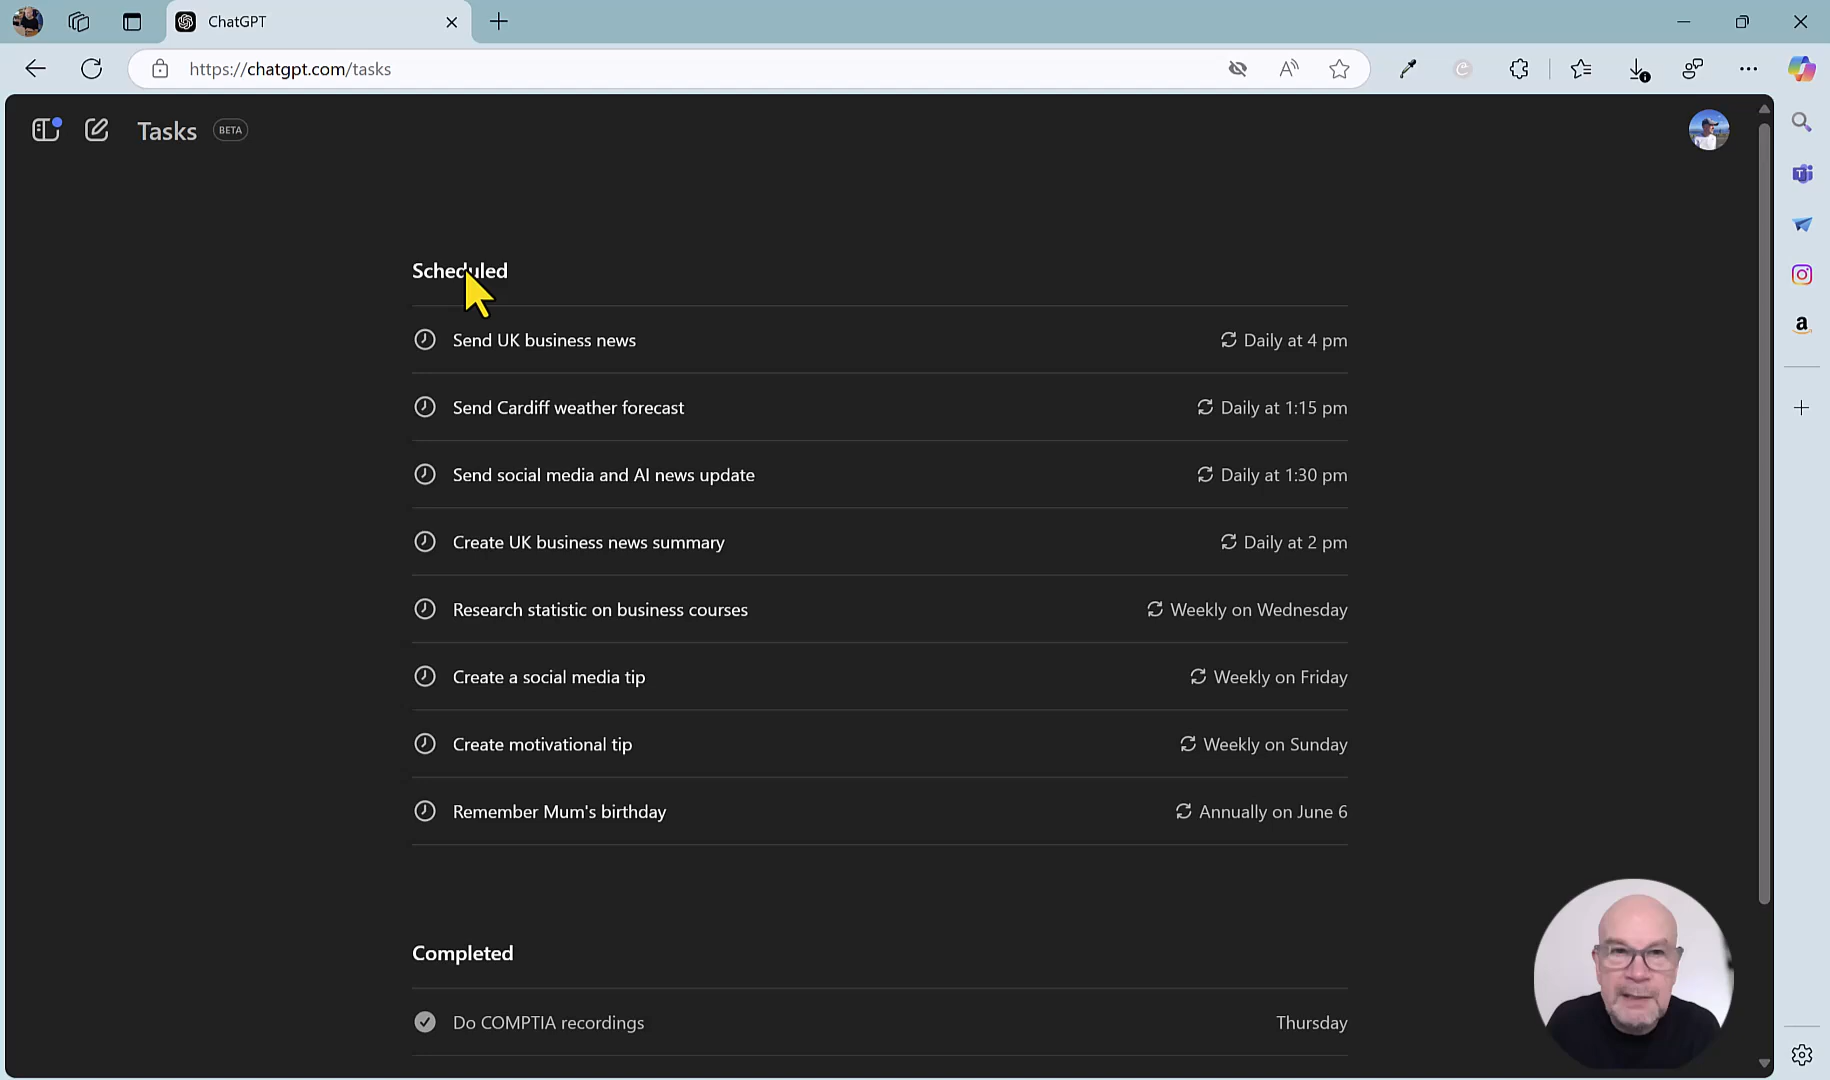 ChatGPT
https://chatgpt.com/tasks
Tasks BETA
Scheduled
Send UK business news Daily at 4 pm
Send Cardiff weather forecast Daily at 1:15 pm
Send social media and AI news update Daily at 1:30 pm
Create UK business news summary Daily at 2 pm
Research statistic on business courses Weekly on Wednesday
Create a social media tip Weekly on Friday
Create motivational tip Weekly on Sunday
Remember Mum's birthday Annually on June 6
Completed
Do COMPTIA recordings Thursday